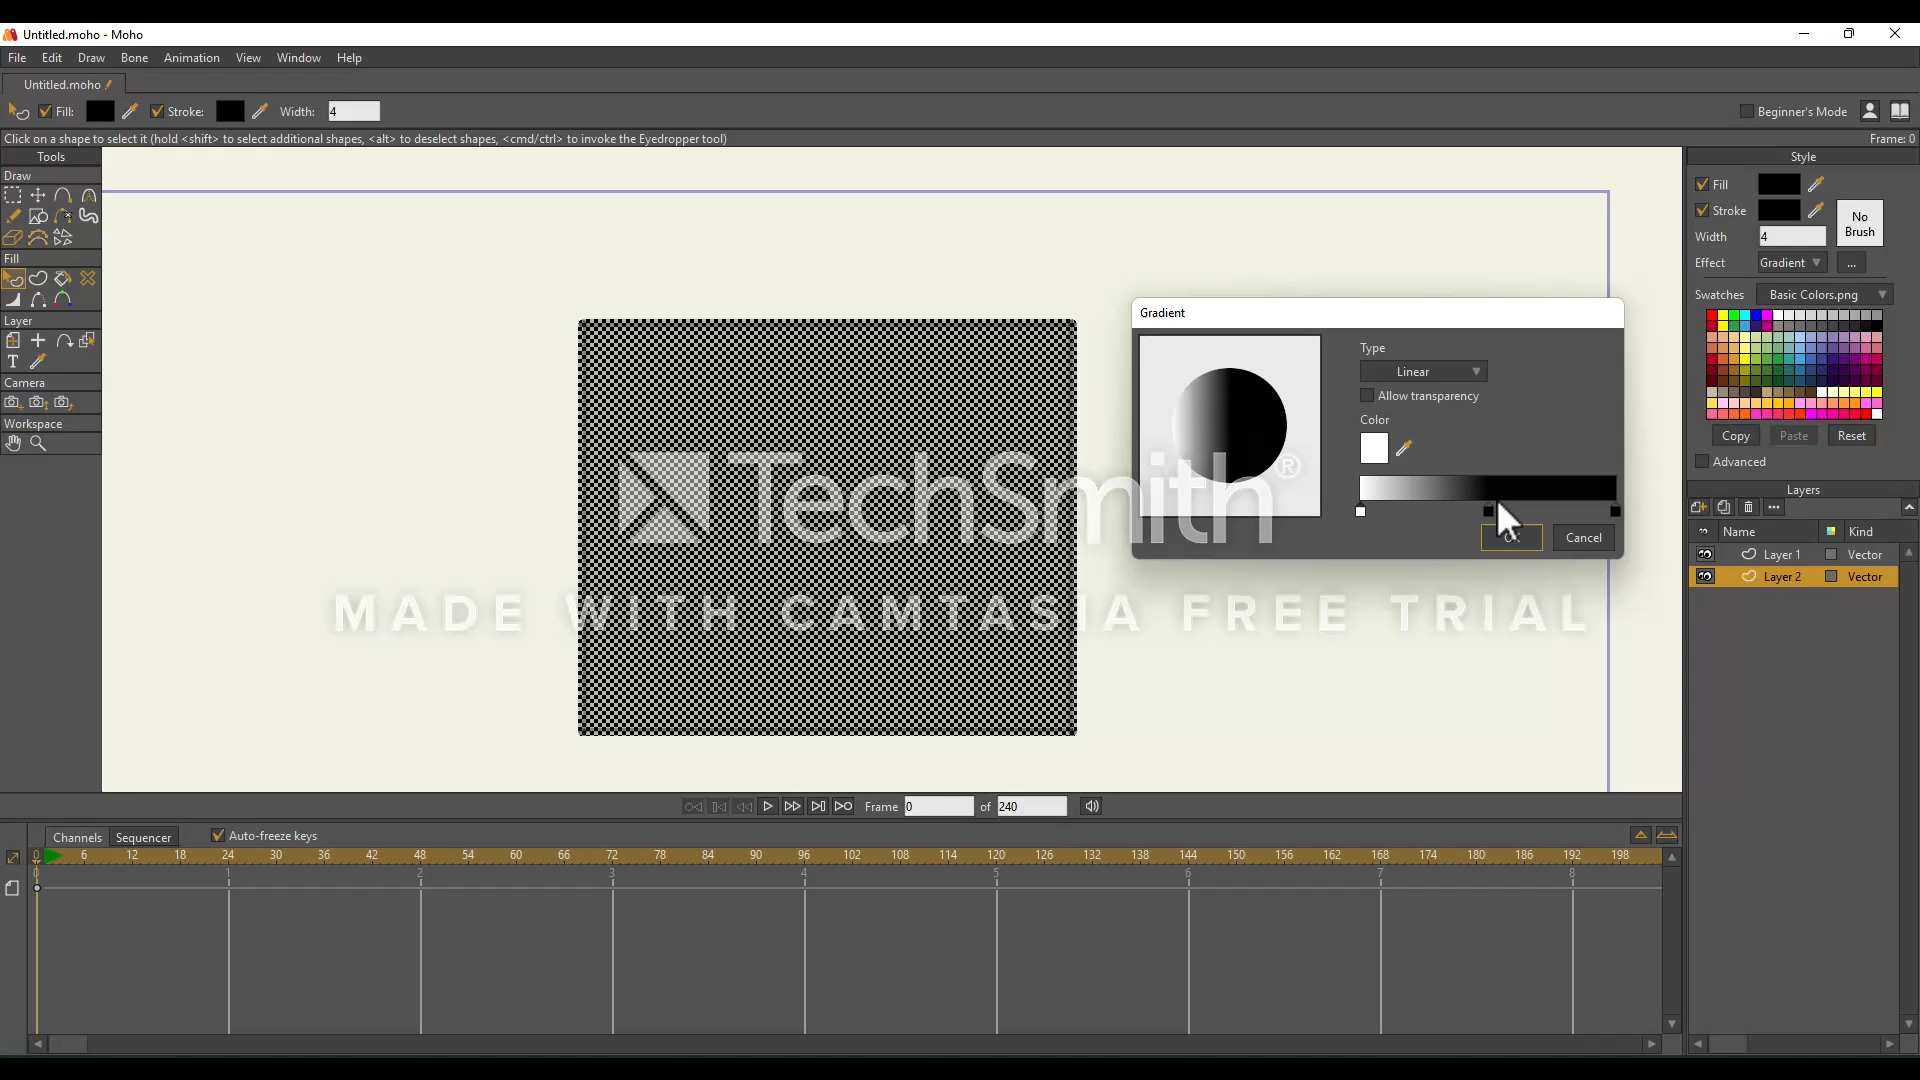 Untitled.moho - Moho
File Edit Draw Bone Animation View Window Help
Untitled.moho
Fill: Stroke: Width: 4 Beginner's Mode
Click on a shape to select it (hold <shift> to select additional shapes, <alt> to deselect shapes, <cmd/ctrl> to invoke the Eyedropper tool) Frame: 0
Tools
Draw
Fill
Layer
T
Camera
Workspace
Gradient
Type
Linear
Allow transparency
Color
OK Cancel
TechSmith®
MADE WITH CAMTASIA FREE TRIAL
Style
Fill
Stroke
No
Brush
Width 4
Effect Gradient ...
Swatches Basic Colors.png
Copy Paste Reset
Advanced
Layers
Name Kind
Layer 1 Vector
Layer 2 Vector
Frame 0 of 240
Channels Sequencer Auto-freeze keys
0 6 12 18 24 30 36 42 48 54 60 66 72 78 84 90 96 102 108 114 120 126 132 138 144 150 156 162 168 174 180 186 192 198
0 1 2 3 4 5 6 7 8